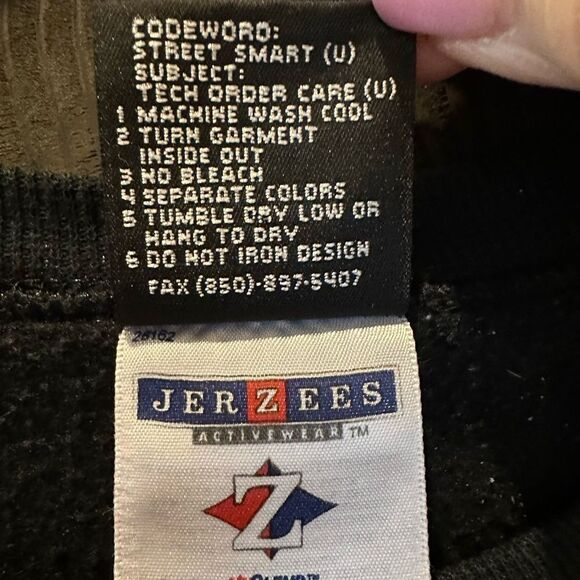 CODEWORD:
STREET SMART (U)
SUBJECT:
TECH ORDER CARE (U)
1 MACHINE WASH COOL
2 TURN GARMENT
INSIDE OUT
3 NO BLEACH
4 SEPARATE COLORS
5 TUMBLE DRY LOW OR
HANG TO DRY
6 DO NOT IRON DESIGN
FAX (850)-897-5407
26162
JERZEES
ACTIVEWEAR TM
Z